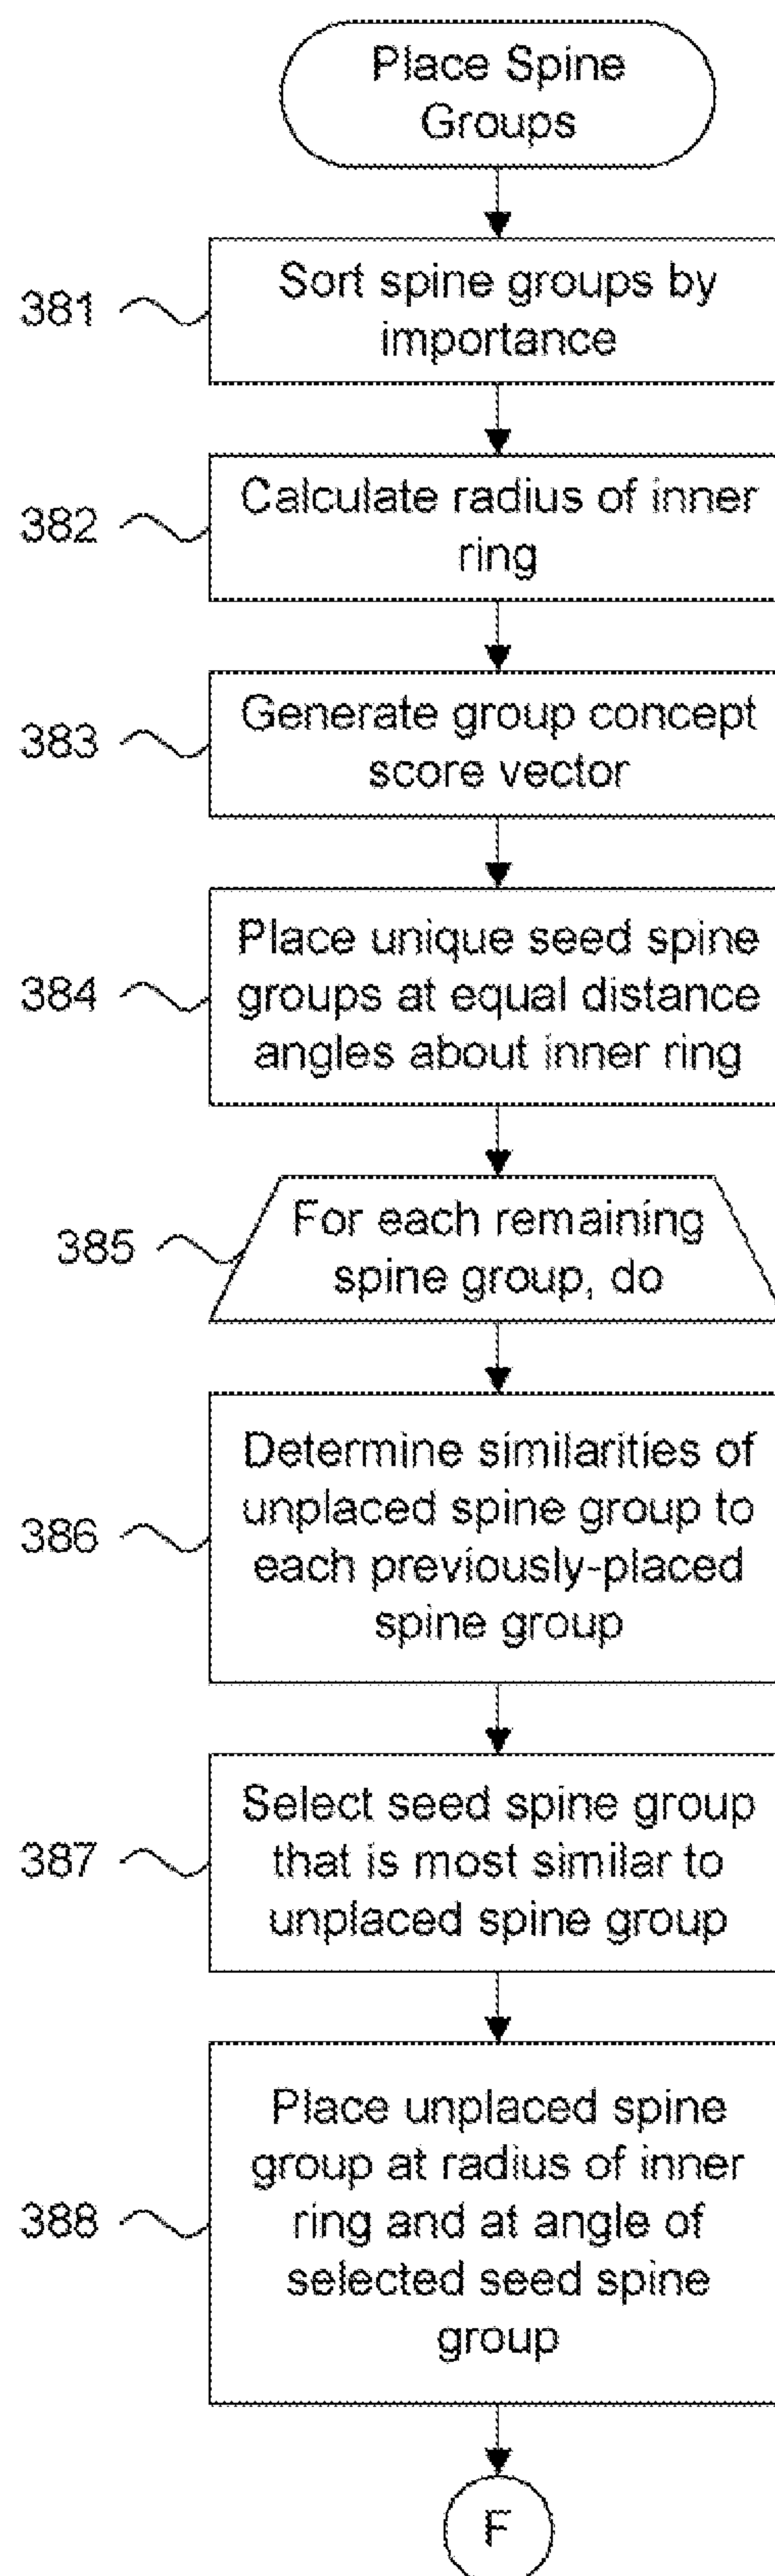 Place Spine
Groups
381
Sort spine groups by
importance
382
Calculate radius of inner
ring
383
Generate group concept
score vector
384
Place unique seed spine
groups at equal distance
angles about inner ring
385
For each remaining
spine group, do
386
Determine similarities of
unplaced spine group to
each previously-placed
spine group
387
Select seed spine group
that is most similar to
unplaced spine group
388
Place unplaced spine
group at radius of inner
ring and at angle of
selected seed spine
group
F